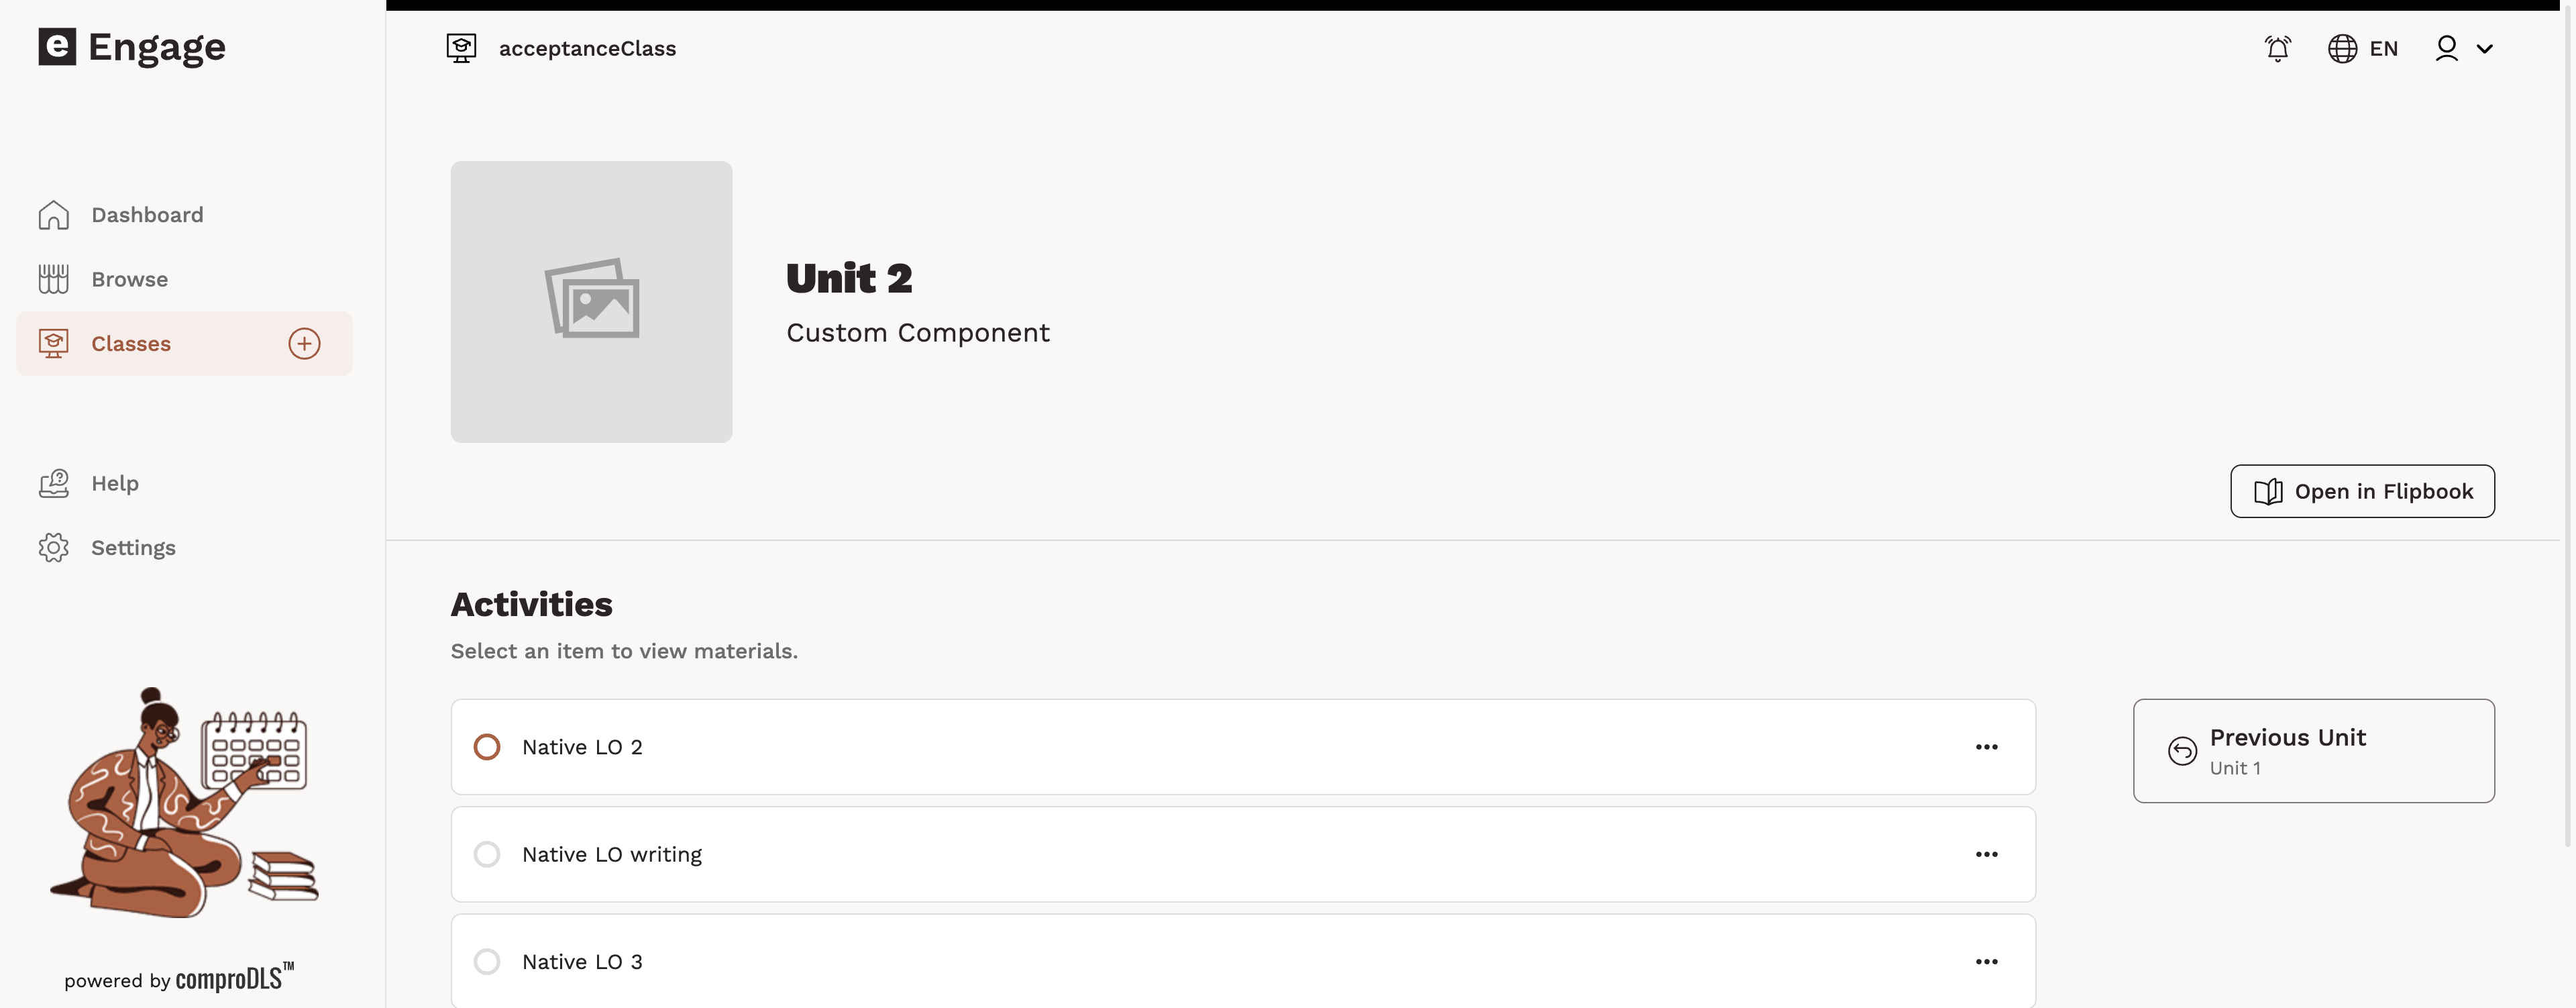 e Engage
Dashboard
Browse
Classes
Help
Settings
powered by comproDLS™
acceptanceClass
EN
Unit 2
Custom Component
Open in Flipbook
Activities
Select an item to view materials.
Native LO 2
Native LO writing
Native LO 3
Previous Unit
Unit 1